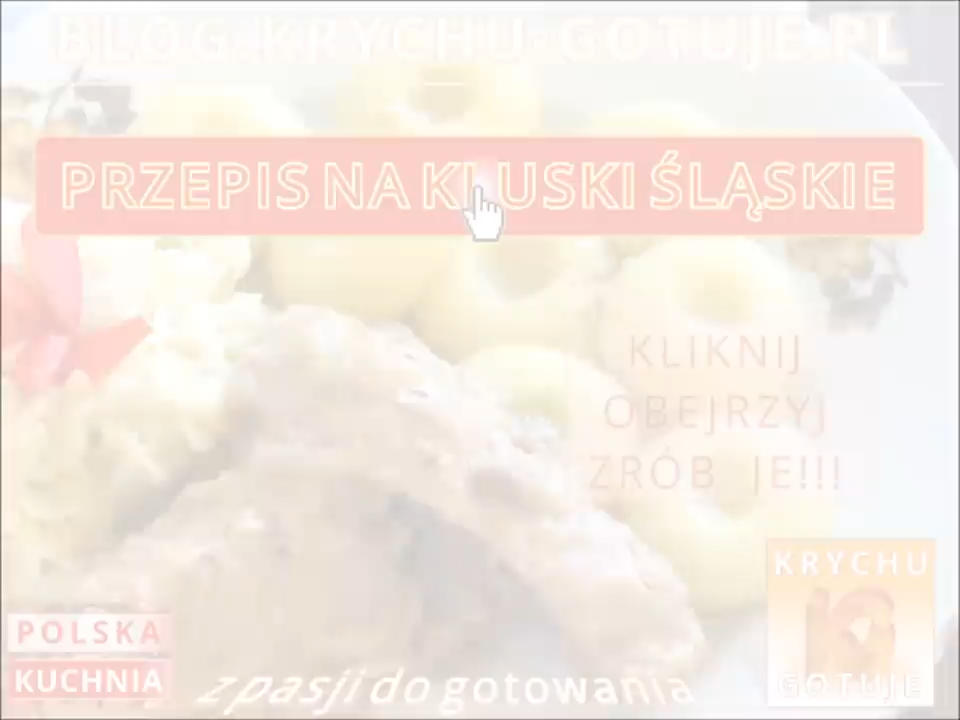 BLOG.KRYCHU-GOTUJE.PL
PRZEPIS NA KLUSKI ŚLĄSKIE
KLIKNIJ
OBEJRZYJ
ZRÓB JE!!!
KRYCHU
GOTUJE
POLSKA
KUCHNIA
z pasji do gotowania